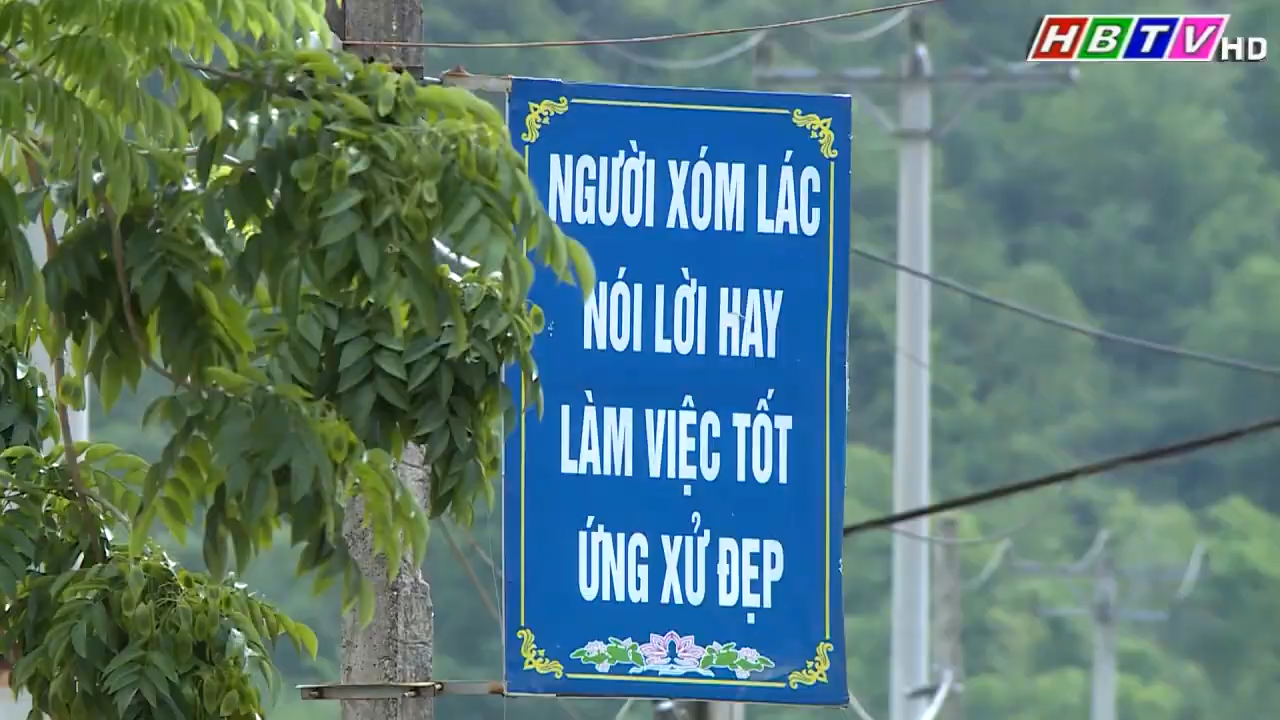 HBTV HD
NGƯỜI XÓM LÁC
NÓI LỜI HAY
LÀM VIỆC TỐT
ỨNG XỬ ĐẸP